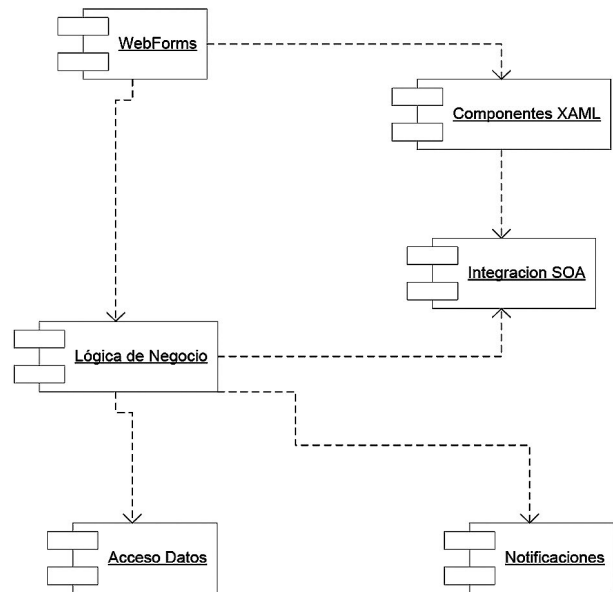 WebForms
Componentes XAML
Integracion SOA
Lógica de Negocio
Acceso Datos
Notificaciones